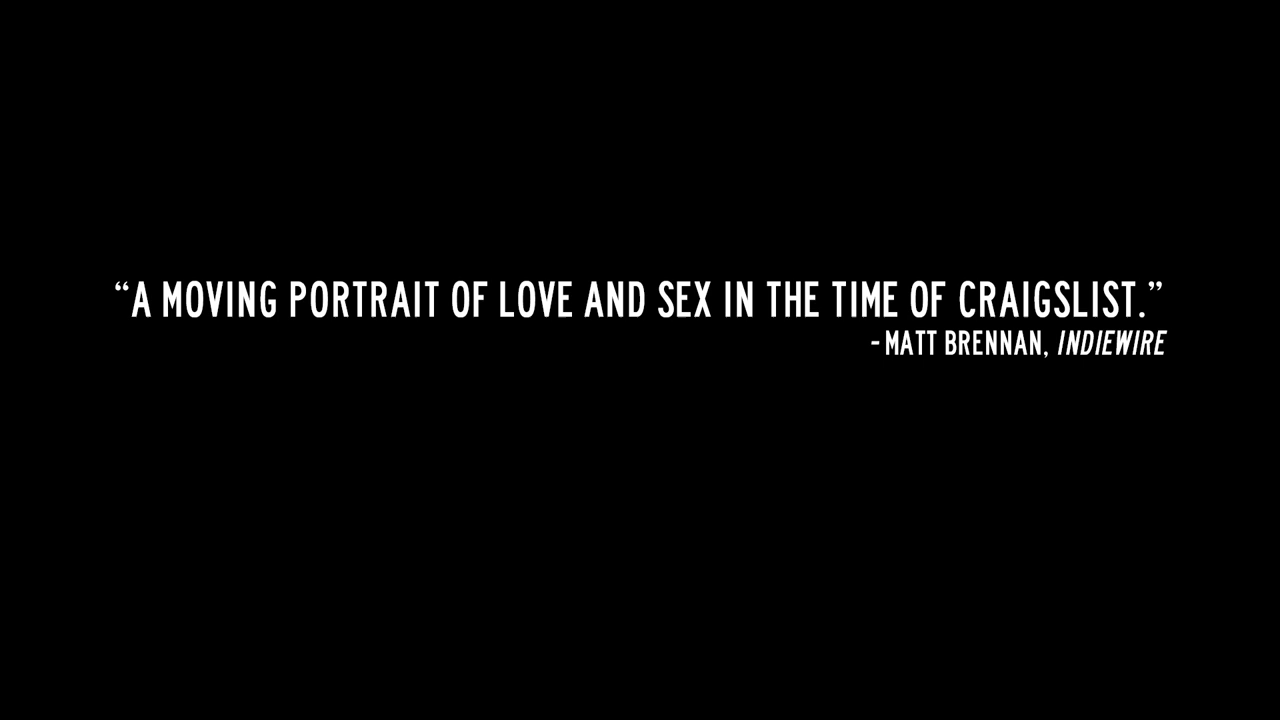 “A MOVING PORTRAIT OF LOVE AND SEX IN THE TIME OF CRAIGSLIST.”
- MATT BRENNAN, INDIEWIRE